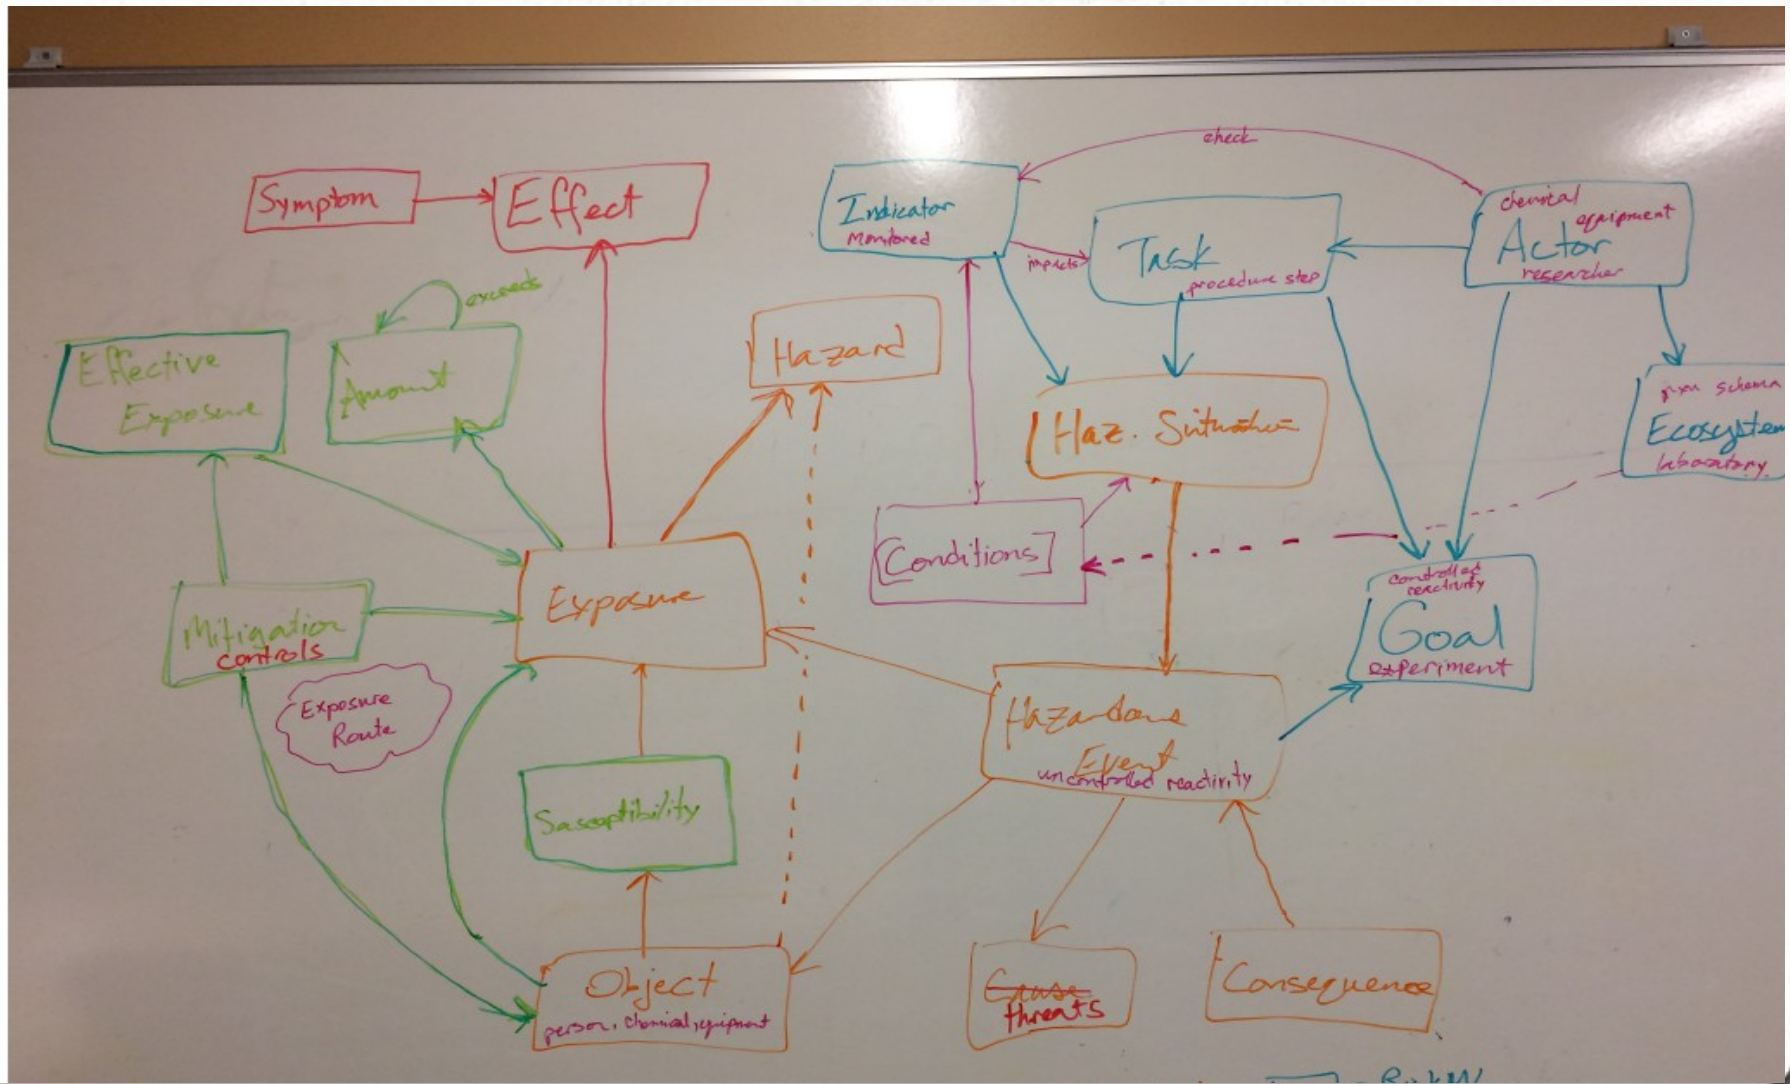 check
Symptom
Effect
Indicator
Monitored
impacts
Task
procedure step
chemical
equipment
Actor
researcher
exceeds
Effective
Exposure
Amount
Hazard
Haz. Situation
rxn schema
Ecosystem
laboratory
[Conditions]
Exposure
Mitigation
controls
controlled
reactivity
Goal
experiment
Exposure
Route
Hazardous
Event
uncontrolled reactivity
Susceptibility
Object
person, chemical, equipment
Cause
threats
Consequence